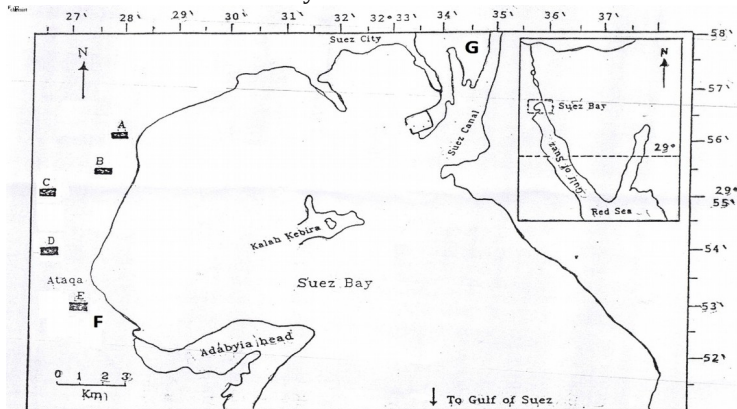 27' 28' 30' 31' 32' 32° 33' 34' 35' 36' 37'
58'
Suez City
G
N
N
57'
A
Suez Bay
Suez Canal
56'
B
29°
Gulf of Suez
C
29°
55'
Red Sea
Kalah Kebira
D
54'
Ataqa
Suez Bay
E
53'
F
Adabyia head
52'
0 1 2 3
Km
To Gulf of Suez